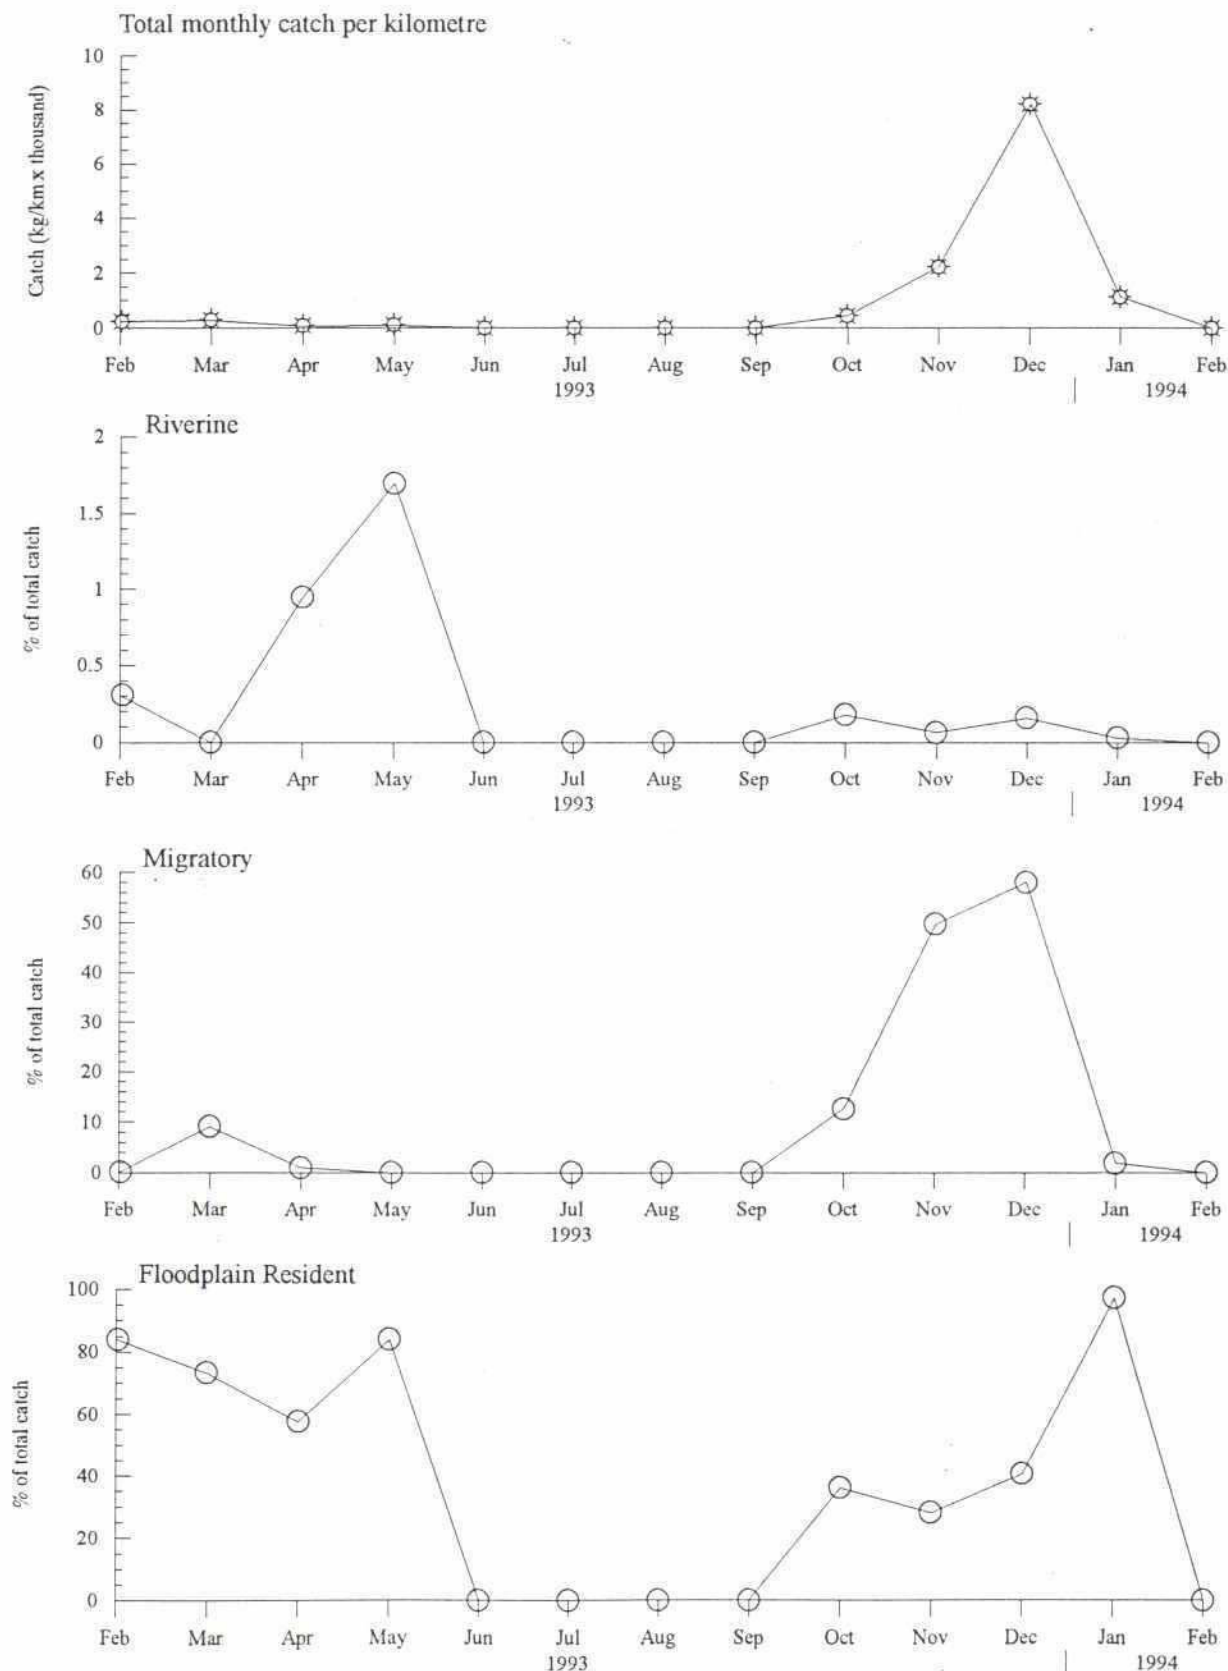 Total monthly catch per kilometre
Catch (kg/km x thousand)
10
8
6
4
2
0
Feb Mar Apr May Jun Jul Aug Sep Oct Nov Dec Jan Feb
1993 1994
Riverine
% of total catch
2
1.5
1
0.5
0
Feb Mar Apr May Jun Jul Aug Sep Oct Nov Dec Jan Feb
1993 1994
Migratory
% of total catch
60
50
40
30
20
10
0
Feb Mar Apr May Jun Jul Aug Sep Oct Nov Dec Jan Feb
1993 1994
Floodplain Resident
% of total catch
100
80
60
40
20
0
Feb Mar Apr May Jun Jul Aug Sep Oct Nov Dec Jan Feb
1993 1994